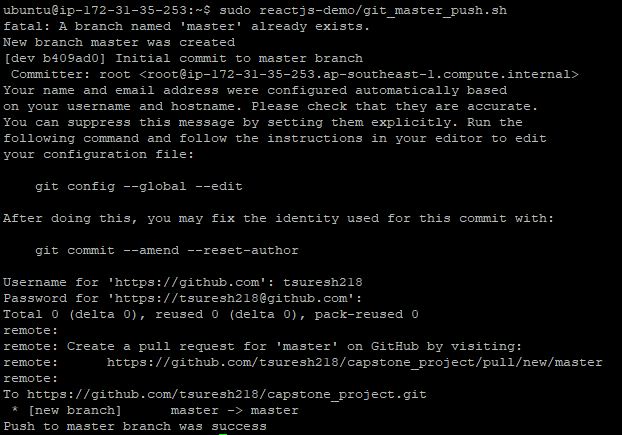 ubuntu@ip-172-31-35-253:~$ sudo reactjs-demo/git_master_push.sh
fatal: A branch named 'master' already exists.
New branch master was created
[dev b409ad0] Initial commit to master branch
 Committer: root <root@ip-172-31-35-253.ap-southeast-1.compute.internal>
Your name and email address were configured automatically based
on your username and hostname. Please check that they are accurate.
You can suppress this message by setting them explicitly. Run the
following command and follow the instructions in your editor to edit
your configuration file:

    git config --global --edit

After doing this, you may fix the identity used for this commit with:

    git commit --amend --reset-author

Username for 'https://github.com': tsuresh218
Password for 'https://tsuresh218@github.com':
Total 0 (delta 0), reused 0 (delta 0), pack-reused 0
remote:
remote: Create a pull request for 'master' on GitHub by visiting:
remote:      https://github.com/tsuresh218/capstone_project/pull/new/master
remote:
To https://github.com/tsuresh218/capstone_project.git
 * [new branch]      master -> master
Push to master branch was success